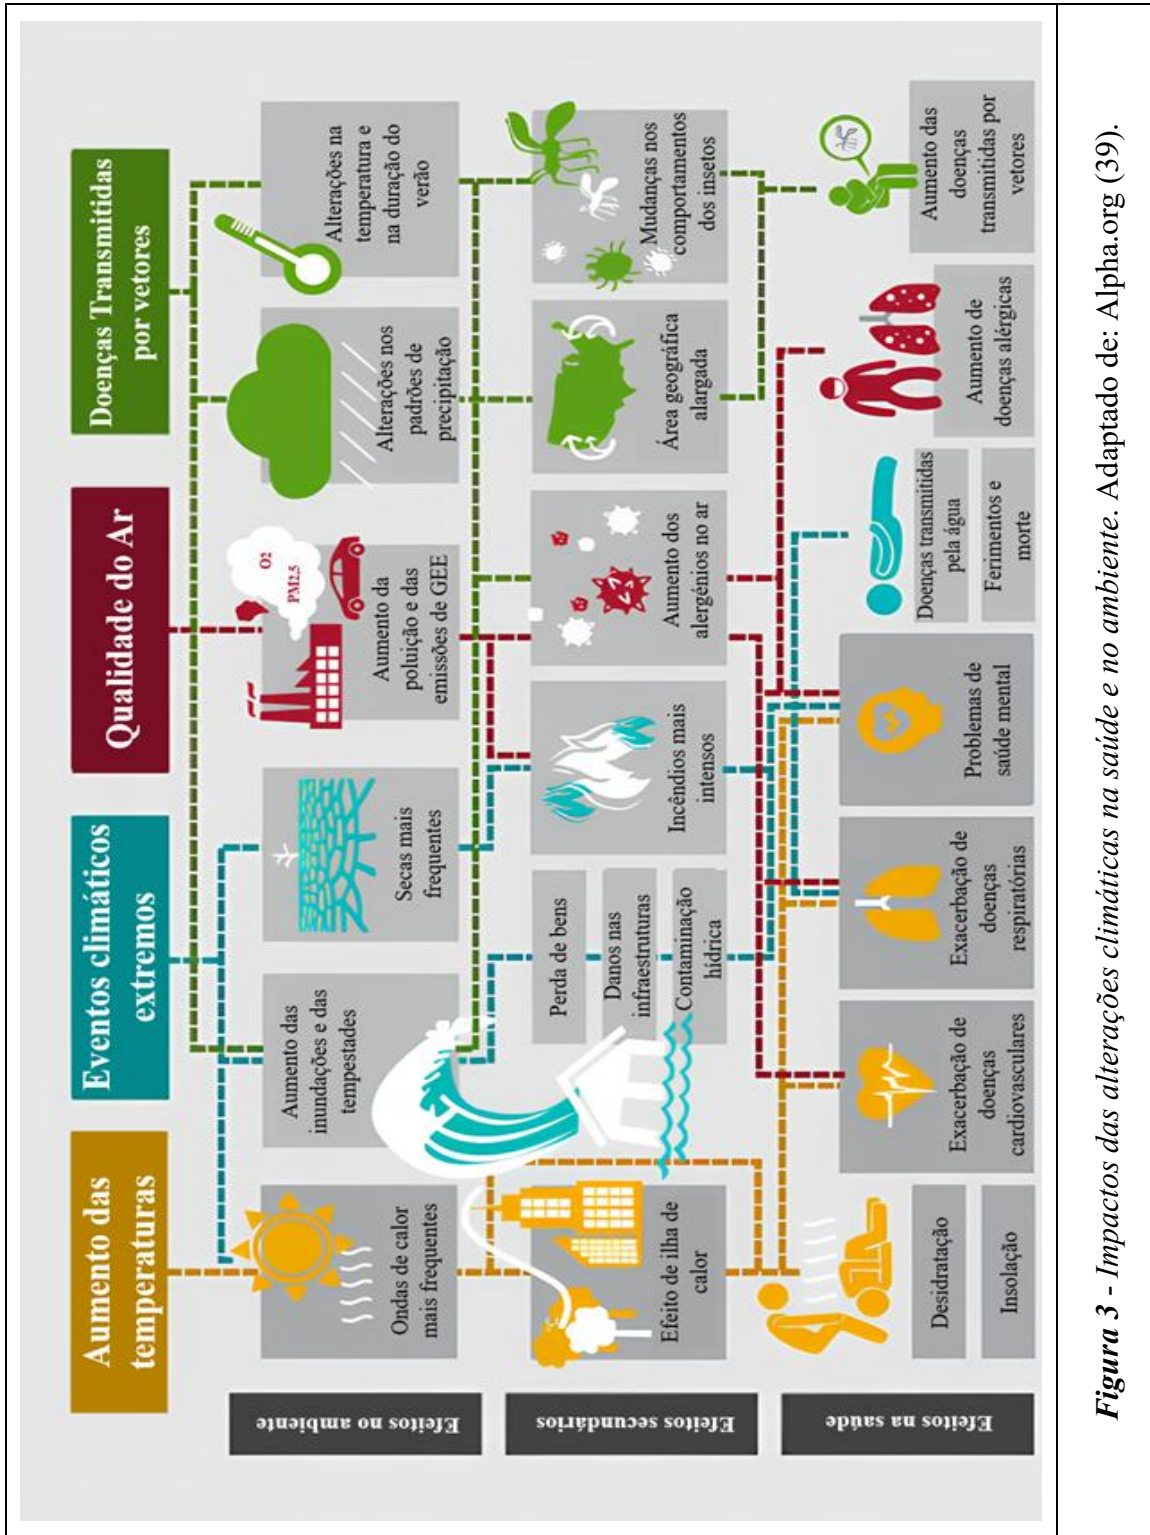 Aumento das
temperaturas
Eventos climáticos
extremos
Qualidade do Ar
Doenças Transmitidas
por vetores
Efeitos no ambiente
Ondas de calor
mais frequentes
Aumento das
inundações e das
tempestades
Secas mais
frequentes
O2
PM2,5
Aumento da
poluição e das
emissões de GEE
Alterações nos
padrões de
precipitação
Alterações na
temperatura e
na duração do
verão
Efeitos secundários
Efeito de ilha de
calor
Perda de bens
Danos nas
infraestruturas
Contaminação
hídrica
Incêndios mais
intensos
Aumento dos
alergénios no ar
Área geográfica
alargada
Mudanças nos
comportamentos
dos insetos
Efeitos na saúde
Desidratação
Insolação
Exacerbação de
doenças
cardiovasculares
Exacerbação de
doenças
respiratórias
Problemas de
saúde mental
Doenças transmitidas
pela água
Ferimentos e
morte
Aumento de
doenças alérgicas
Aumento das
doenças
transmitidas por
vetores
Figura 3 - Impactos das alterações climáticas na saúde e no ambiente. Adaptado de: Alpha.org (39).